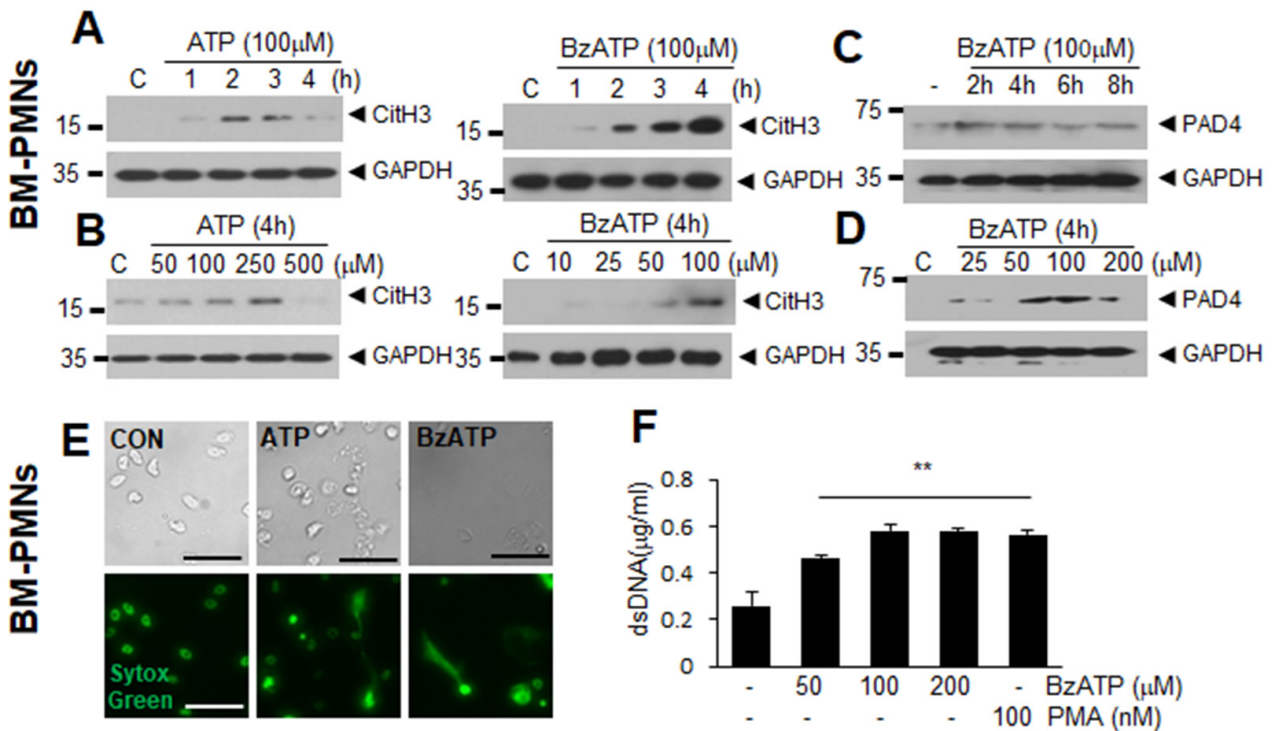 BM-PMNs
A
ATP (100μM)
C 1 2 3 4 (h)
15
CitH3
35
GAPDH
BzATP (100μM)
C 1 2 3 4 (h)
15
CitH3
35
GAPDH
C
BzATP (100μM)
- 2h 4h 6h 8h
75
PAD4
35
GAPDH
B
ATP (4h)
C 50 100 250 500 (μM)
15
CitH3
35
GAPDH
BzATP (4h)
C 10 25 50 100 (μM)
15
CitH3
35
GAPDH
D
BzATP (4h)
C 25 50 100 200 (μM)
75
PAD4
35
GAPDH
BM-PMNs
E
CON
ATP
BzATP
Sytox
Green
F
**
dsDNA(μg/ml)
0.8
0.6
0.4
0.2
0
- 50 100 200 - BzATP (μM)
- - - - 100 PMA (nM)